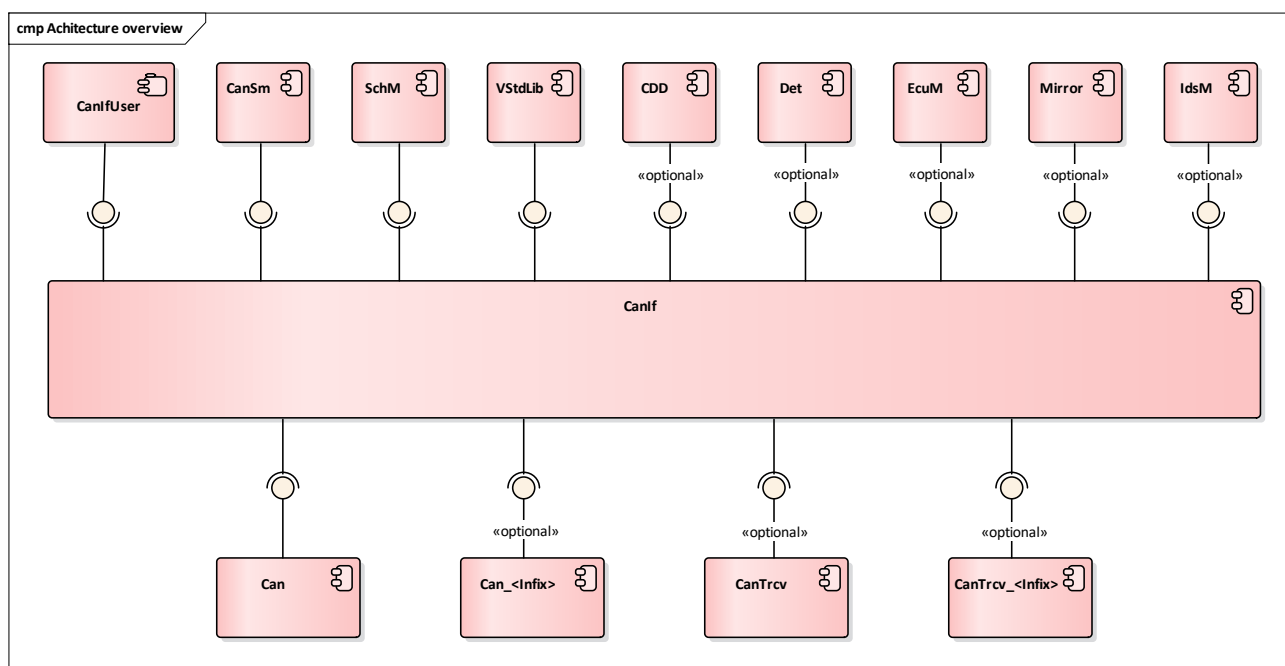 cmp Achitecture overview
CanIfUser
CanSm
SchM
VStdLib
CDD
Det
EcuM
Mirror
IdsM
«optional»
«optional»
«optional»
«optional»
«optional»
CanIf
«optional»
«optional»
«optional»
Can
Can_<Infix>
CanTrcv
CanTrcv_<Infix>